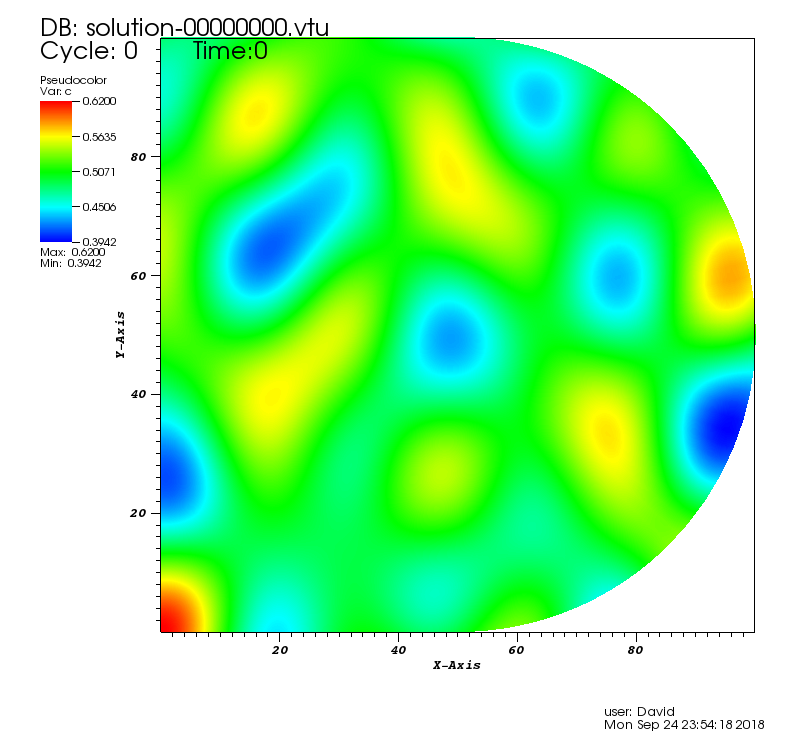 DB: solution-00000000.vtu
Cycle: 0 Time:0
Pseudocolor
Var: c
0.6200
0.5635
0.5071
0.4506
0.3942
Max: 0.6200
Min: 0.3942
80
60
40
20
Y-Axis
20 40 60 80
X-Axis
user: David
Mon Sep 24 23:54:18 2018